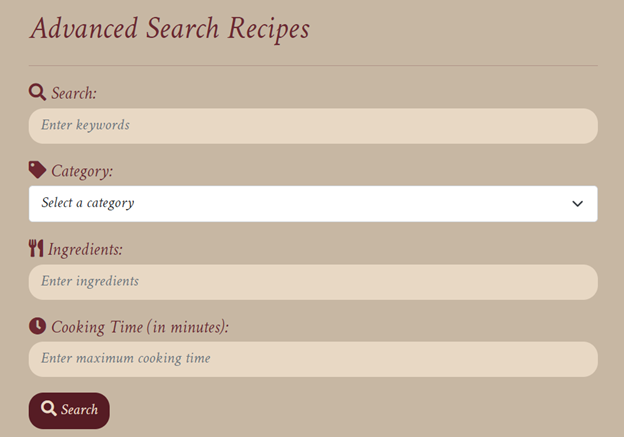 Advanced Search Recipes
Search:
Enter keywords
Category:
Select a category
Ingredients:
Enter ingredients
Cooking Time (in minutes):
Enter maximum cooking time
Search